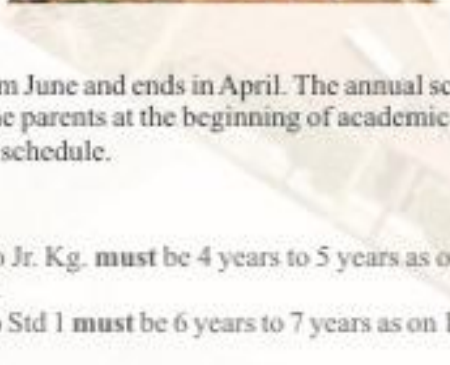 m June and ends in April. The annual sc
e parents at the beginning of academic
schedule.
o Jr. Kg. must be 4 years to 5 years as o
o Std 1 must be 6 years to 7 years as on 1